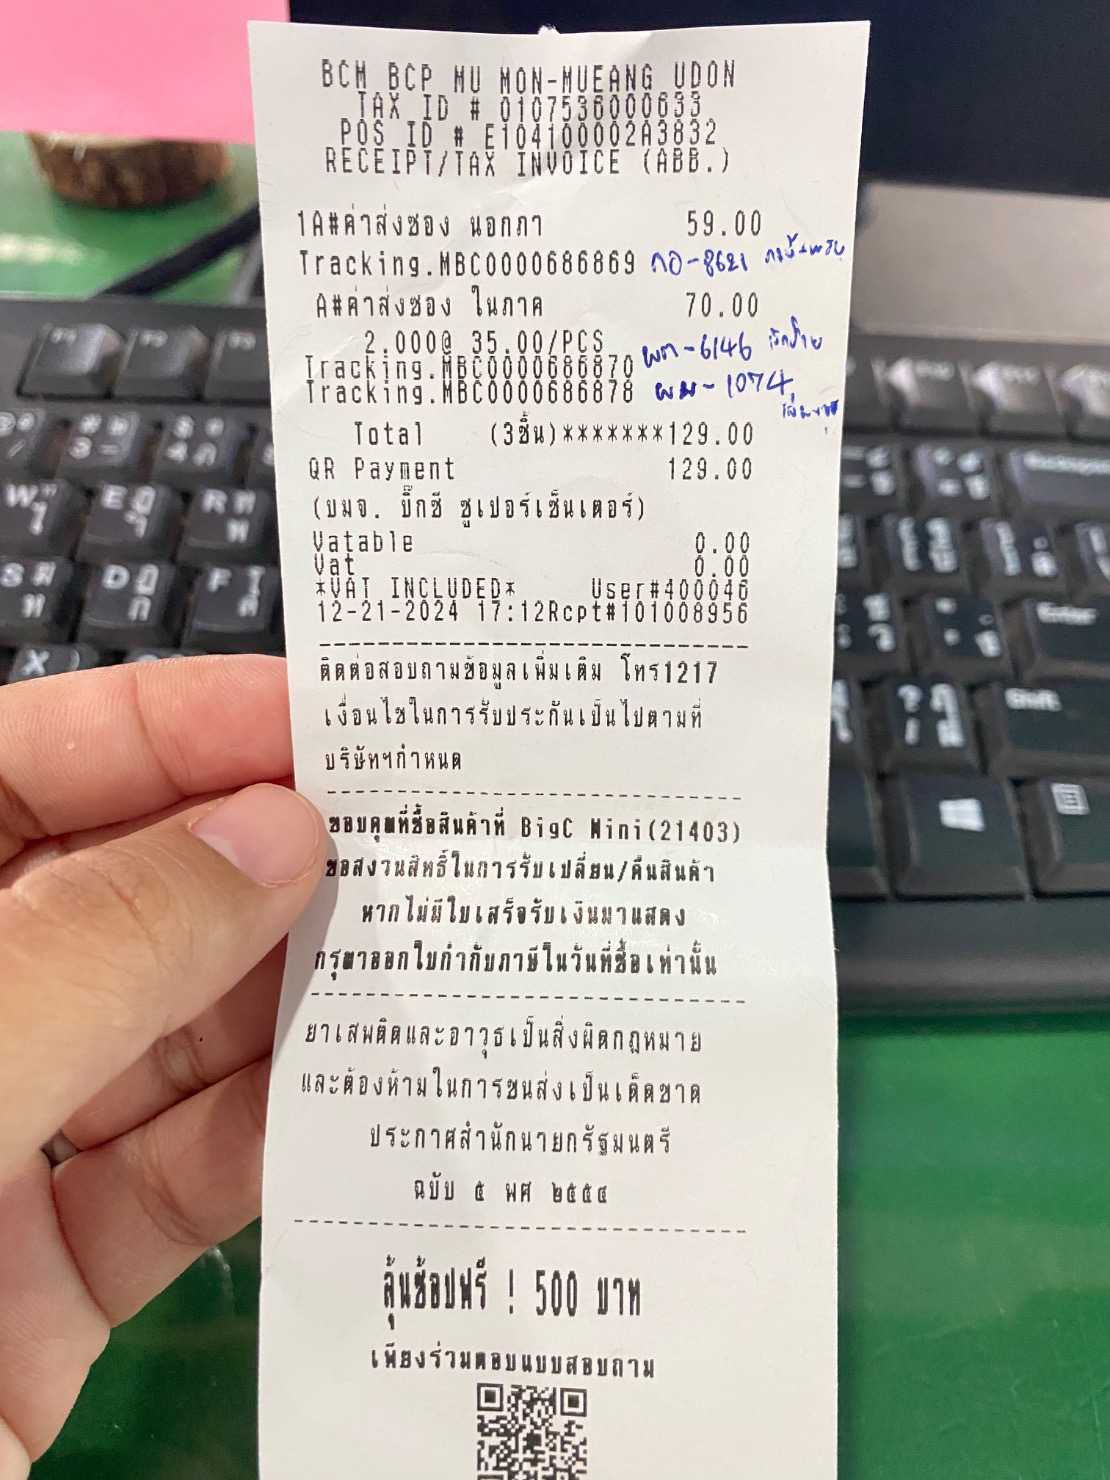 BCM BCP MU MON-MUEANG UDON
TAX ID # 0107536000633
POS ID # E104100002A3832
RECEIPT/TAX INVOICE (ABB.)
1A#ค่าส่งซอง นอกภา 59.00
Tracking.MBC0000686869 กอ-8621
A#ค่าส่งซอง ในภาค 70.00
2.000@ 35.00/PCS
Tracking.MBC0000686870 ผก-6146
Tracking.MBC0000686878 ผม-1074
Total (3ชิ้น)*******129.00
QR Payment 129.00
(บมจ. บิ๊กซี ซูเปอร์เซ็นเตอร์)
Vatable 0.00
Vat 0.00
*VAT INCLUDED* User#400046
12-21-2024 17:12Rcpt#101008956
ติดต่อสอบถามข้อมูลเพิ่มเติม โทร1217
เงื่อนไขในการรับประกันเป็นไปตามที่
บริษัทฯกำหนด
ขอบคุณที่ซื้อสินค้าที่ BigC Mini(21403)
ขอสงวนสิทธิ์ในการรับเปลี่ยน/คืนสินค้า
หากไม่มีใบเสร็จรับเงินมาแสดง
กรุณาออกใบกำกับภาษีในวันที่ซื้อเท่านั้น
ยาเสพติดและอาวุธเป็นสิ่งผิดกฎหมาย
และต้องห้ามในการขนส่งเป็นเด็ดขาด
ประกาศสำนักนายกรัฐมนตรี
ฉบับ ๕ พศ ๒๕๕๔
ลุ้นช้อปฟรี ! 500 บาท
เพียงร่วมตอบแบบสอบถาม